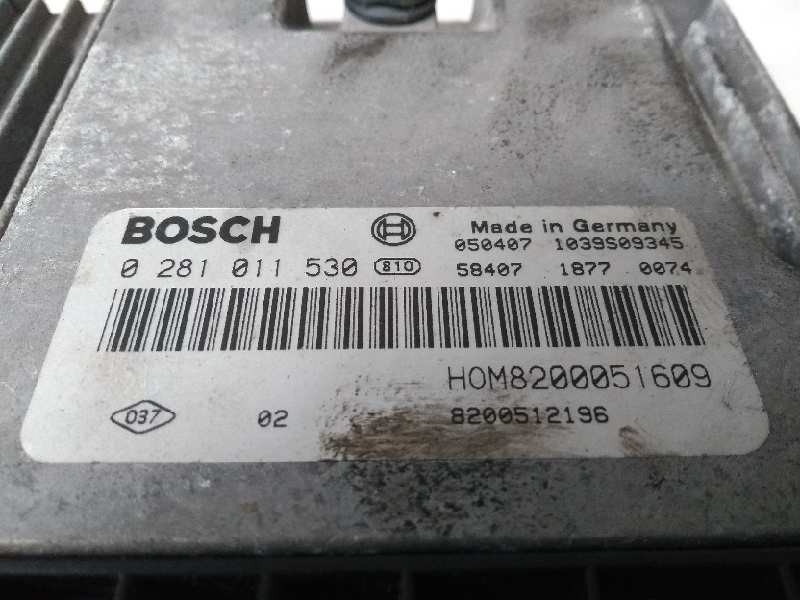 BOSCH Made in Germany
050407 1039S09345
0 281 011 530 810 58407 1877 0074
HOM8200051609
037 02 8200512196